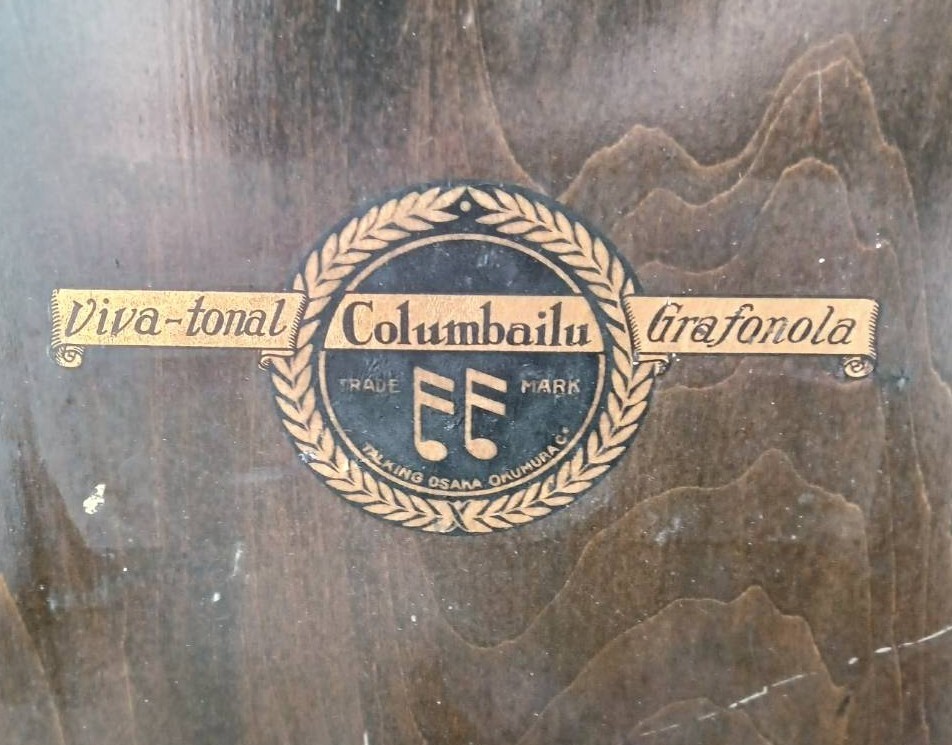 Viva-tonal Columbailu Grafonola
TRADE MARK
TALKING OSAKA OKUMURA Co